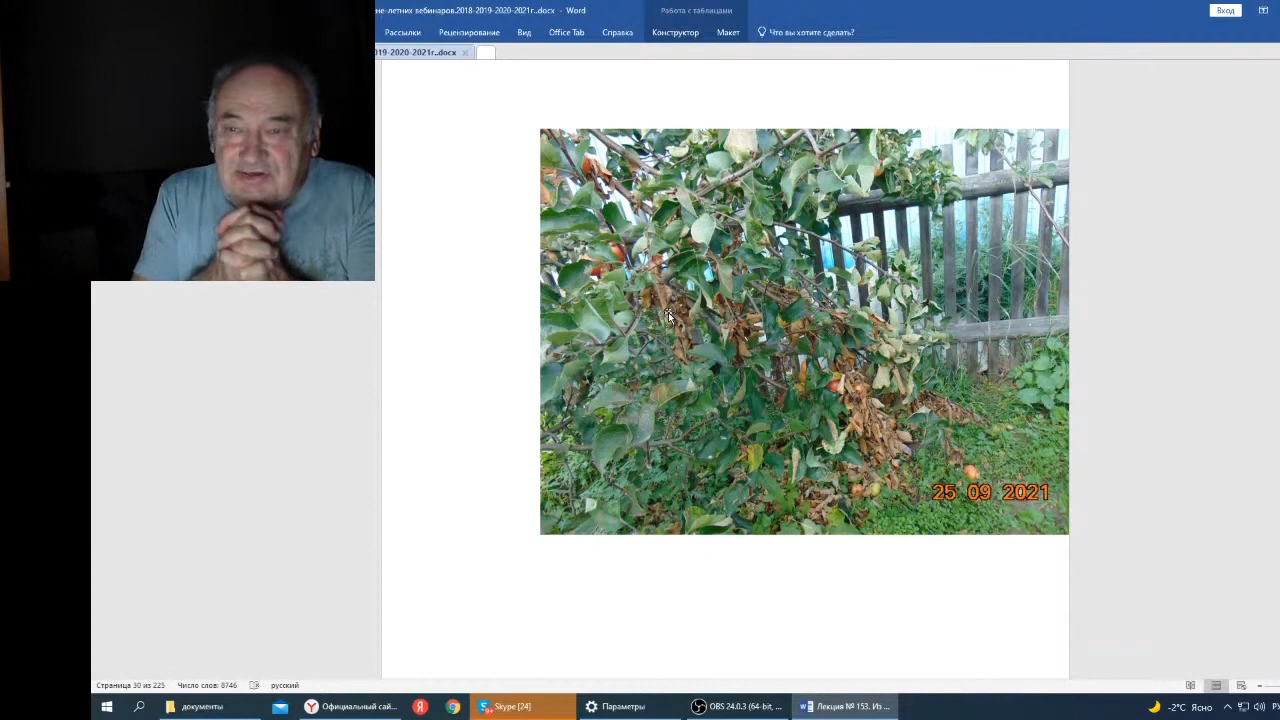 не-летних вебинаров.2018-2019-2020-2021г..docx - Word
Работа с таблицами
Вход
Рассылки Рецензирование Вид Office Tab Справка Конструктор Макет Что вы хотите сделать?
019-2020-2021г..docx
25 09 2021
Страница 30 из 225 Число слов: 8746 русский
документы Официальный сай... Skype [24] Параметры OBS 24.0.3 (64-bit, ... Лекция № 153. Из ... -2°C Ясно